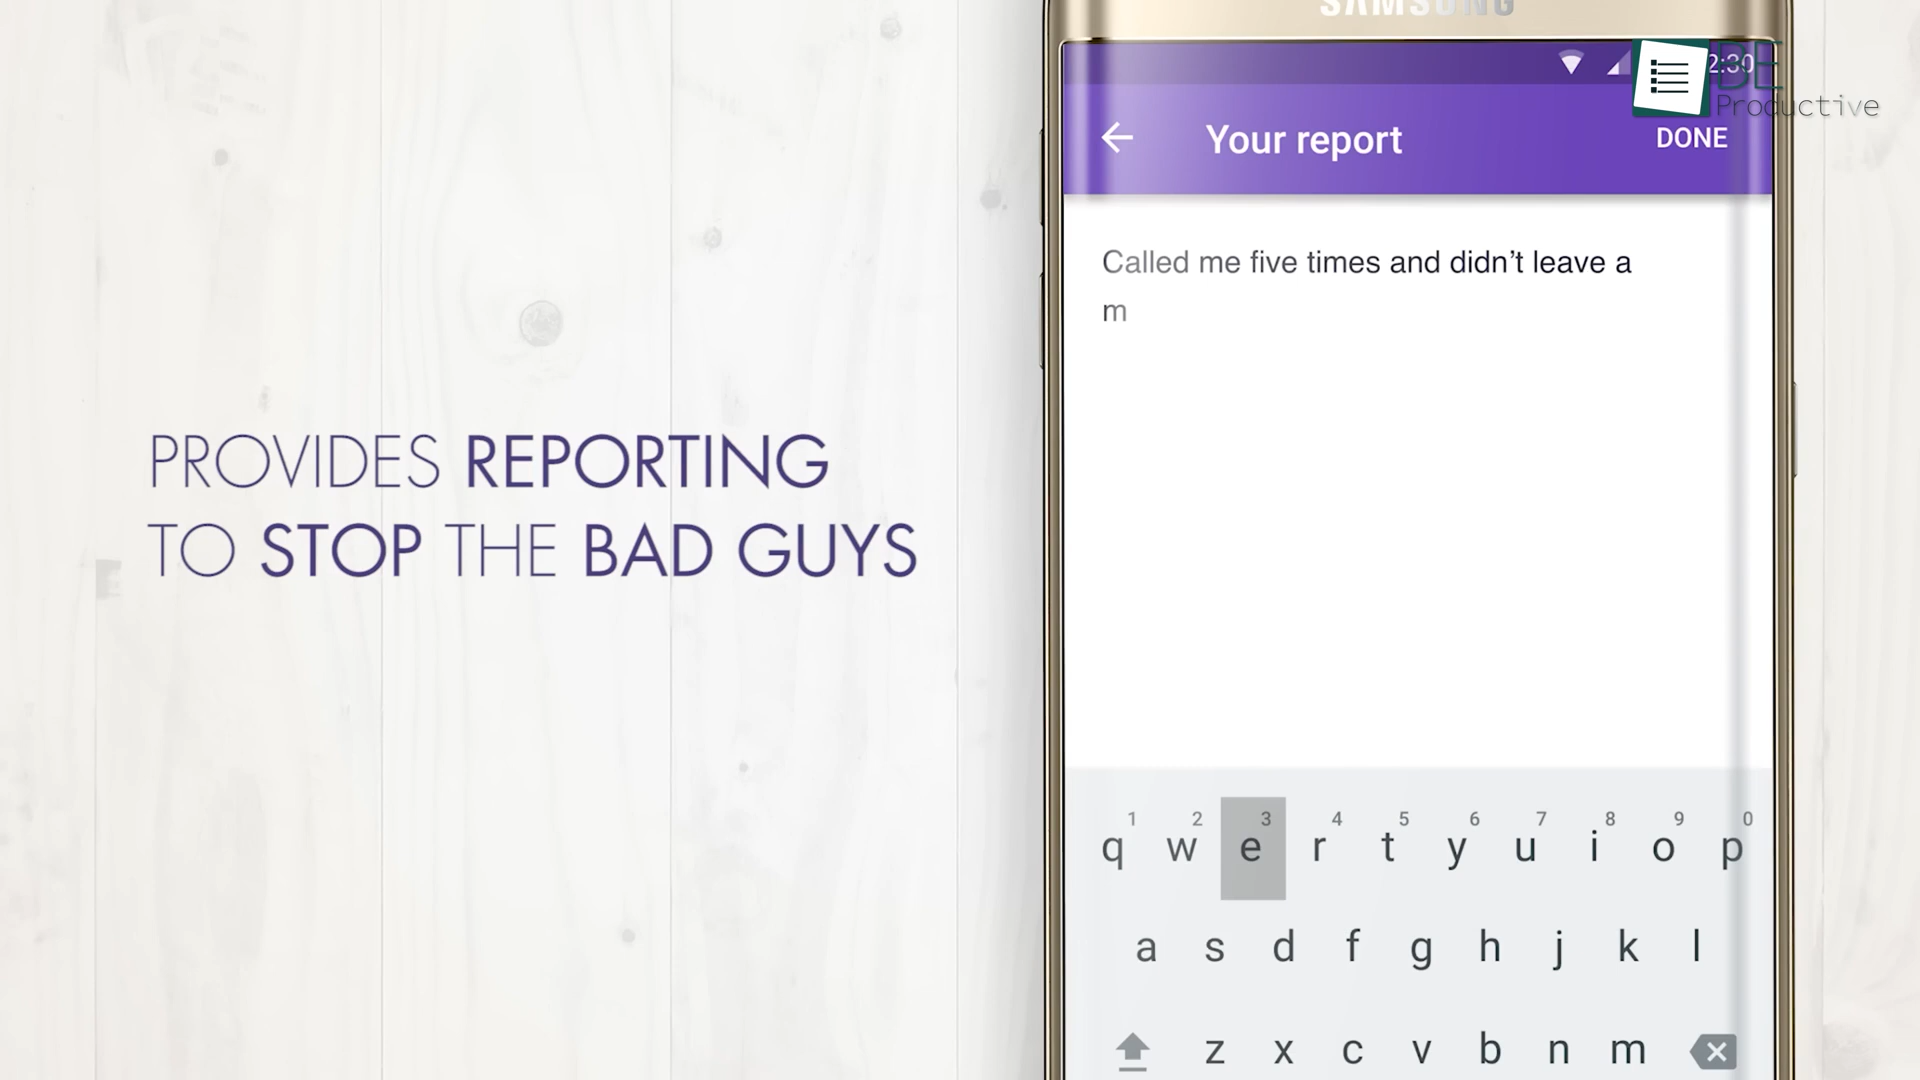 SAMSUNG
2:30
BE
Productive
Your report
DONE
Called me five times and didn’t leave a
m
PROVIDES REPORTING
TO STOP THE BAD GUYS
1 2 3 4 5 6 7 8 9 0
q w e r t y u i o p
a s d f g h j k l
z x c v b n m